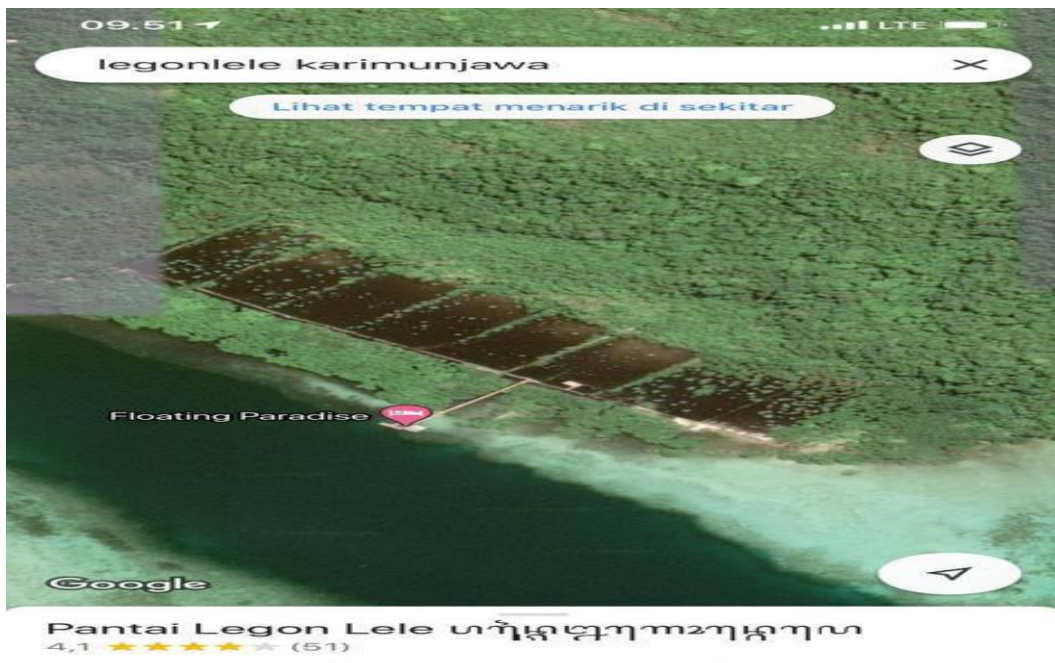 09.51
LTE
legonlele karimunjawa
Lihat tempat menarik di sekitar
Floating Paradise
Google
Pantai Legon Lele
4,1 (51)